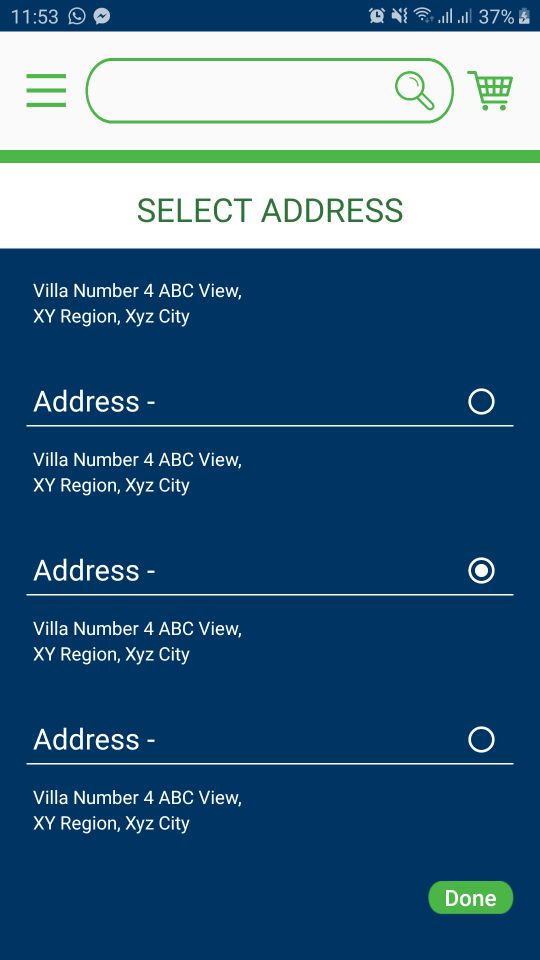 11:53
37%
SELECT ADDRESS
Villa Number 4 ABC View,
XY Region, Xyz City
Address -
Villa Number 4 ABC View,
XY Region, Xyz City
Address -
Villa Number 4 ABC View,
XY Region, Xyz City
Address -
Villa Number 4 ABC View,
XY Region, Xyz City
Done